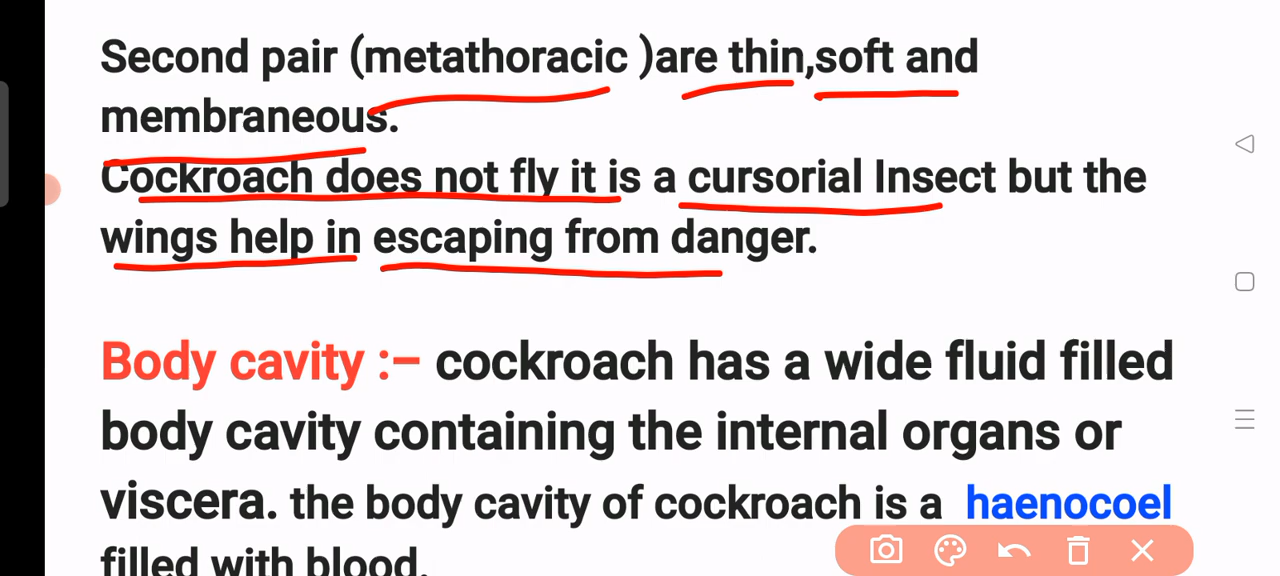 Second pair (metathoracic )are thin,soft and
membraneous.
Cockroach does not fly it is a cursorial Insect but the
wings help in escaping from danger.
Body cavity :– cockroach has a wide fluid filled
body cavity containing the internal organs or
viscera. the body cavity of cockroach is a haenocoel
filled with blood.